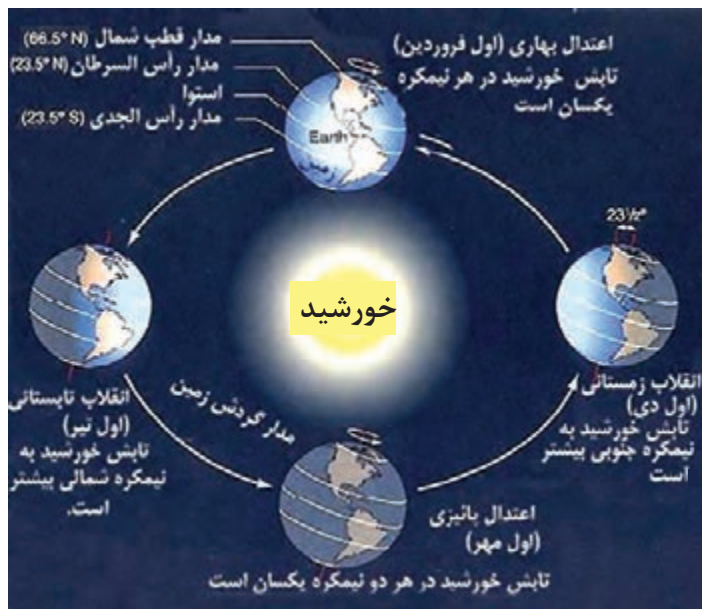 مدار قطب شمال (66.5° N)
مدار رأس السرطان (23.5° N)
استوا
مدار رأس الجدی (23.5° S)
اعتدال بهاری (اول فروردین)
تابش خورشید در هر نیمکره
یکسان است
Earth
زمین
23½°
خورشید
انقلاب زمستانی
(اول دی)
تابش خورشید به
نیمکره جنوبی بیشتر
است
انقلاب تابستانی
(اول تیر)
تابش خورشید به
نیمکره شمالی پیشتر
است.
مدار گردش زمین
اعتدال پائیزی
(اول مهر)
تابش خورشید در هر دو نیمکره یکسان است